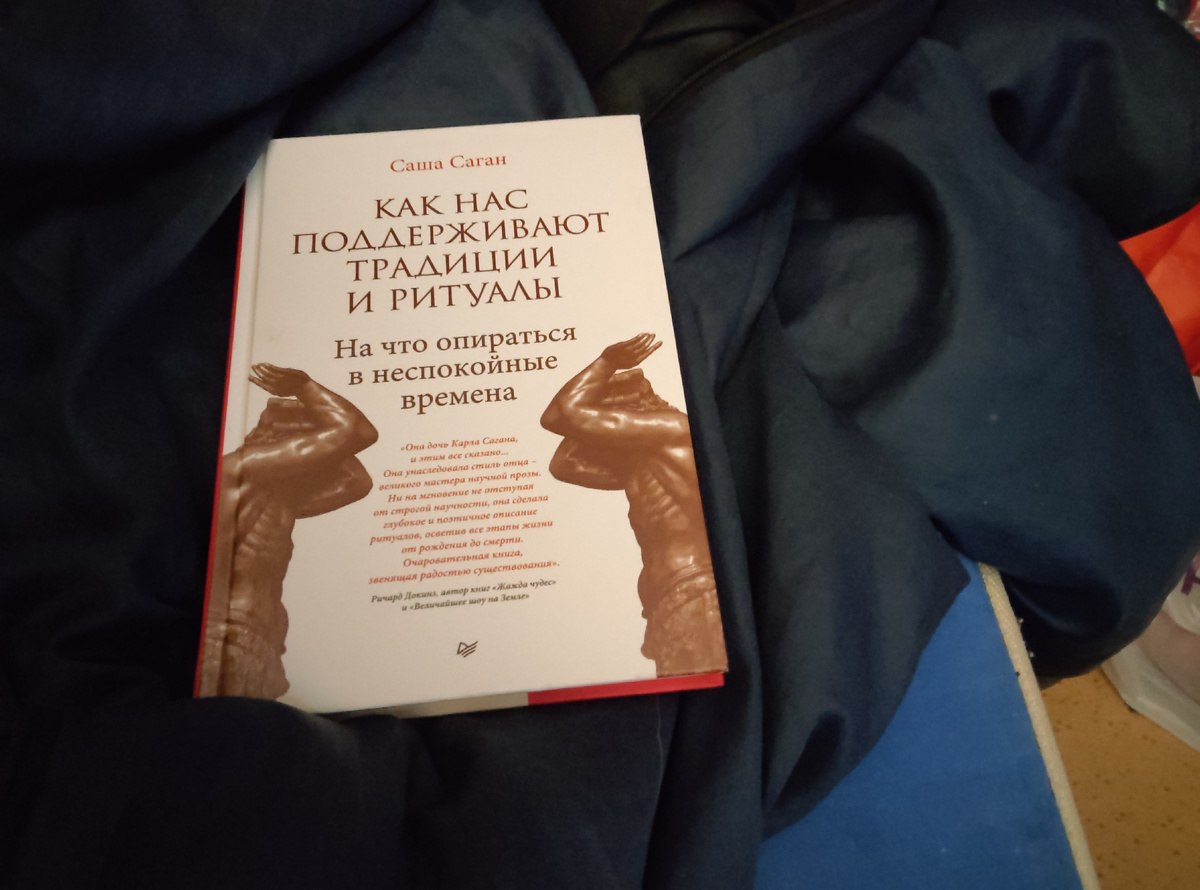 Саша Саган
КАК НАС
ПОДДЕРЖИВАЮТ
ТРАДИЦИИ
И РИТУАЛЫ
На что опираться
в неспокойные
времена
«Она дочь Карла Сагана,
и этим все сказано...
Она унаследовала стиль отца –
великого мастера научной прозы.
Ни на мгновение не отступая
от строгой научности, она сделала
глубокое и поэтичное описание
ритуалов, осветив все этапы жизни
от рождения до смерти.
Очаровательная книга,
звенящая радостью существования».
Ричард Докинз, автор книг «Жажда чудес»
и «Величайшее шоу на Земле»